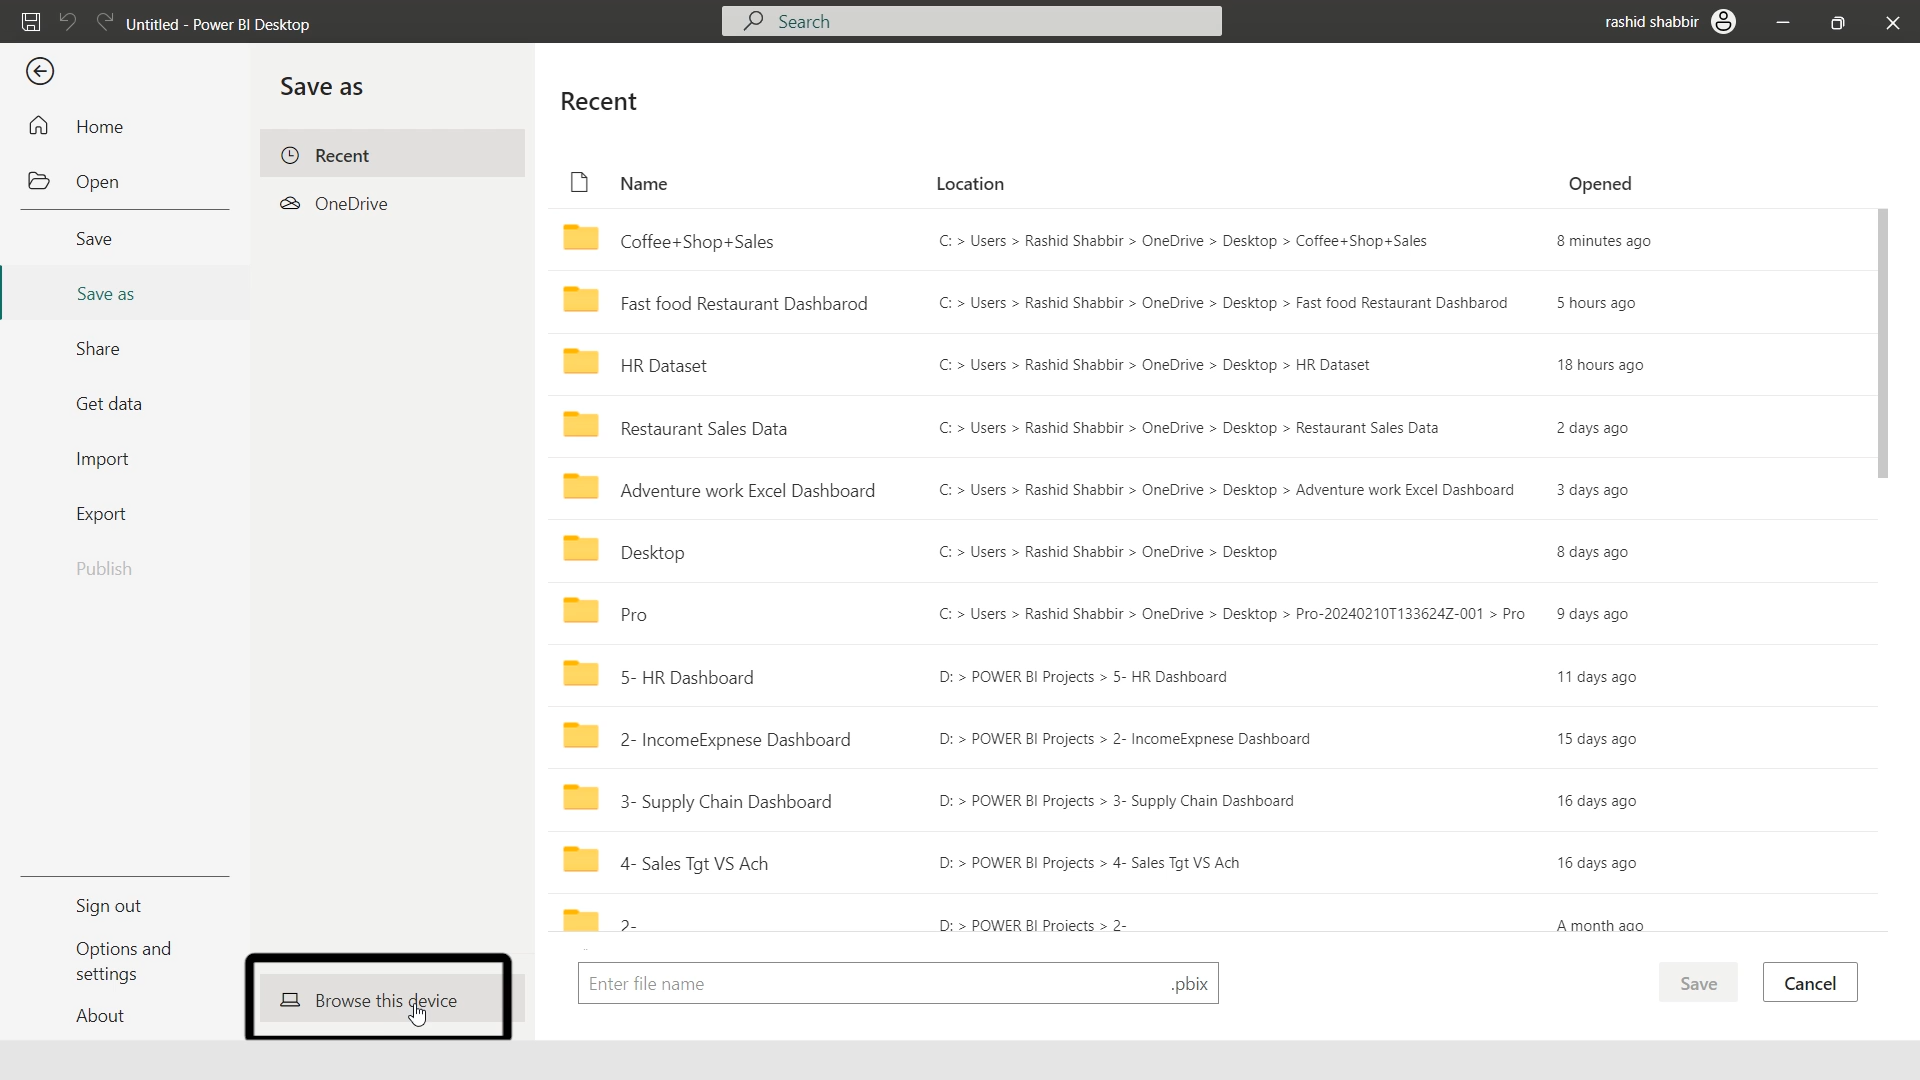 Untitled - Power BI Desktop
Search
rashid shabbir
Home
Open
Save
Save as
Share
Get data
Import
Export
Publish
Sign out
Options and
settings
About
Save as
Recent
OneDrive
Browse this device
Recent
Name Location Opened
Coffee+Shop+Sales C: > Users > Rashid Shabbir > OneDrive > Desktop > Coffee+Shop+Sales 8 minutes ago
Fast food Restaurant Dashbarod C: > Users > Rashid Shabbir > OneDrive > Desktop > Fast food Restaurant Dashbarod 5 hours ago
HR Dataset C: > Users > Rashid Shabbir > OneDrive > Desktop > HR Dataset 18 hours ago
Restaurant Sales Data C: > Users > Rashid Shabbir > OneDrive > Desktop > Restaurant Sales Data 2 days ago
Adventure work Excel Dashboard C: > Users > Rashid Shabbir > OneDrive > Desktop > Adventure work Excel Dashboard 3 days ago
Desktop C: > Users > Rashid Shabbir > OneDrive > Desktop 8 days ago
Pro C: > Users > Rashid Shabbir > OneDrive > Desktop > Pro-20240210T133624Z-001 > Pro 9 days ago
5- HR Dashboard D: > POWER BI Projects > 5- HR Dashboard 11 days ago
2- IncomeExpnese Dashboard D: > POWER BI Projects > 2- IncomeExpnese Dashboard 15 days ago
3- Supply Chain Dashboard D: > POWER BI Projects > 3- Supply Chain Dashboard 16 days ago
4- Sales Tgt VS Ach D: > POWER BI Projects > 4- Sales Tgt VS Ach 16 days ago
2- D: > POWER BI Projects > 2- A month ago
Enter file name .pbix
Save
Cancel